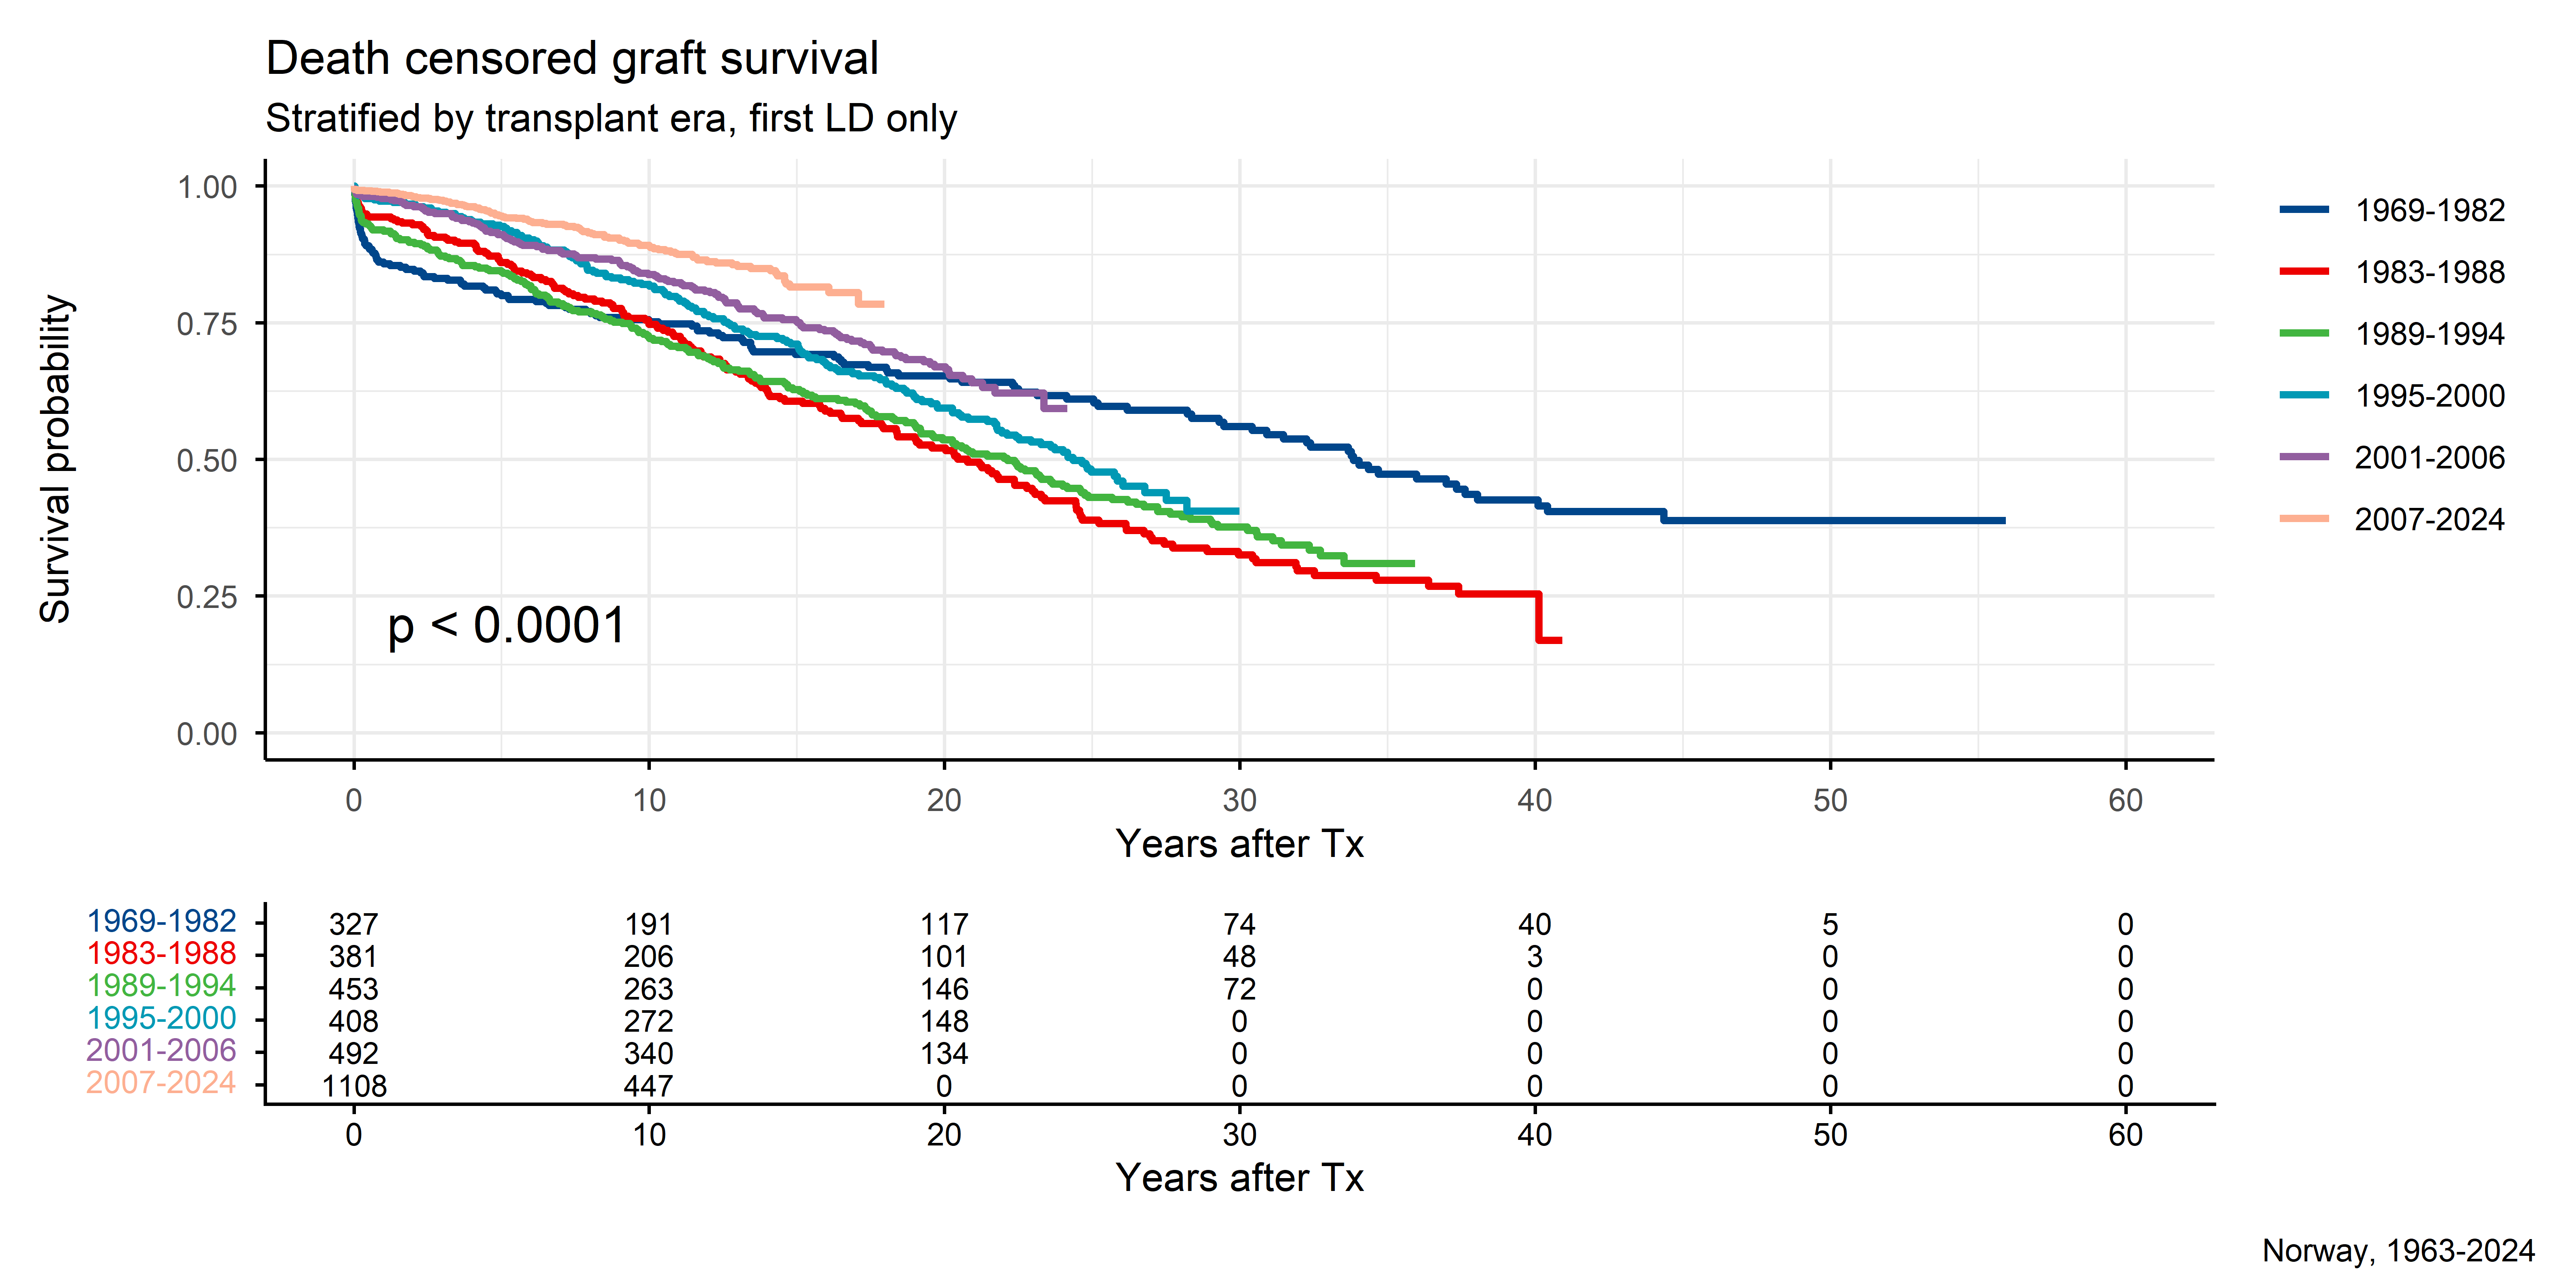 Death censored graft survival
Stratified by transplant era, first LD only
Survival probability
1.00
0.75
0.50
0.25
0.00
p < 0.0001
0 10 20 30 40 50 60
Years after Tx
1969-1982
1983-1988
1989-1994
1995-2000
2001-2006
2007-2024
1969-1982 327 191 117 74 40 5 0
1983-1988 381 206 101 48 3 0 0
1989-1994 453 263 146 72 0 0 0
1995-2000 408 272 148 0 0 0 0
2001-2006 492 340 134 0 0 0 0
2007-2024 1108 447 0 0 0 0 0
0 10 20 30 40 50 60
Years after Tx
Norway, 1963-2024